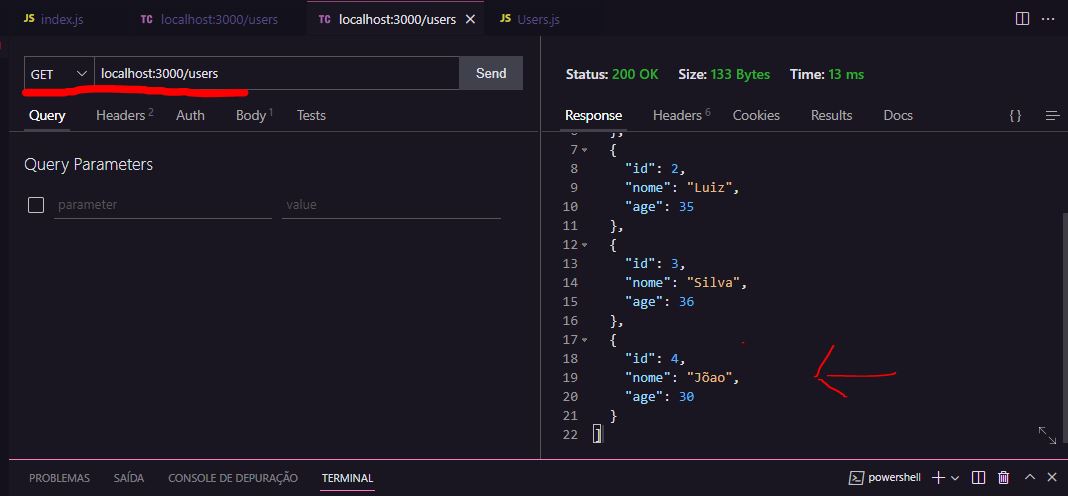 JS index.js TC localhost:3000/users TC localhost:3000/users JS Users.js
GET localhost:3000/users Send
Query Headers 2 Auth Body 1 Tests
Query Parameters
parameter value
Status: 200 OK Size: 133 Bytes Time: 13 ms
Response Headers 6 Cookies Results Docs {}
6 },
7 {
8 "id": 2,
9 "nome": "Luiz",
10 "age": 35
11 },
12 {
13 "id": 3,
14 "nome": "Silva",
15 "age": 36
16 },
17 {
18 "id": 4,
19 "nome": "Jõao",
20 "age": 30
21 }
22 ]
PROBLEMAS SAÍDA CONSOLE DE DEPURAÇÃO TERMINAL powershell